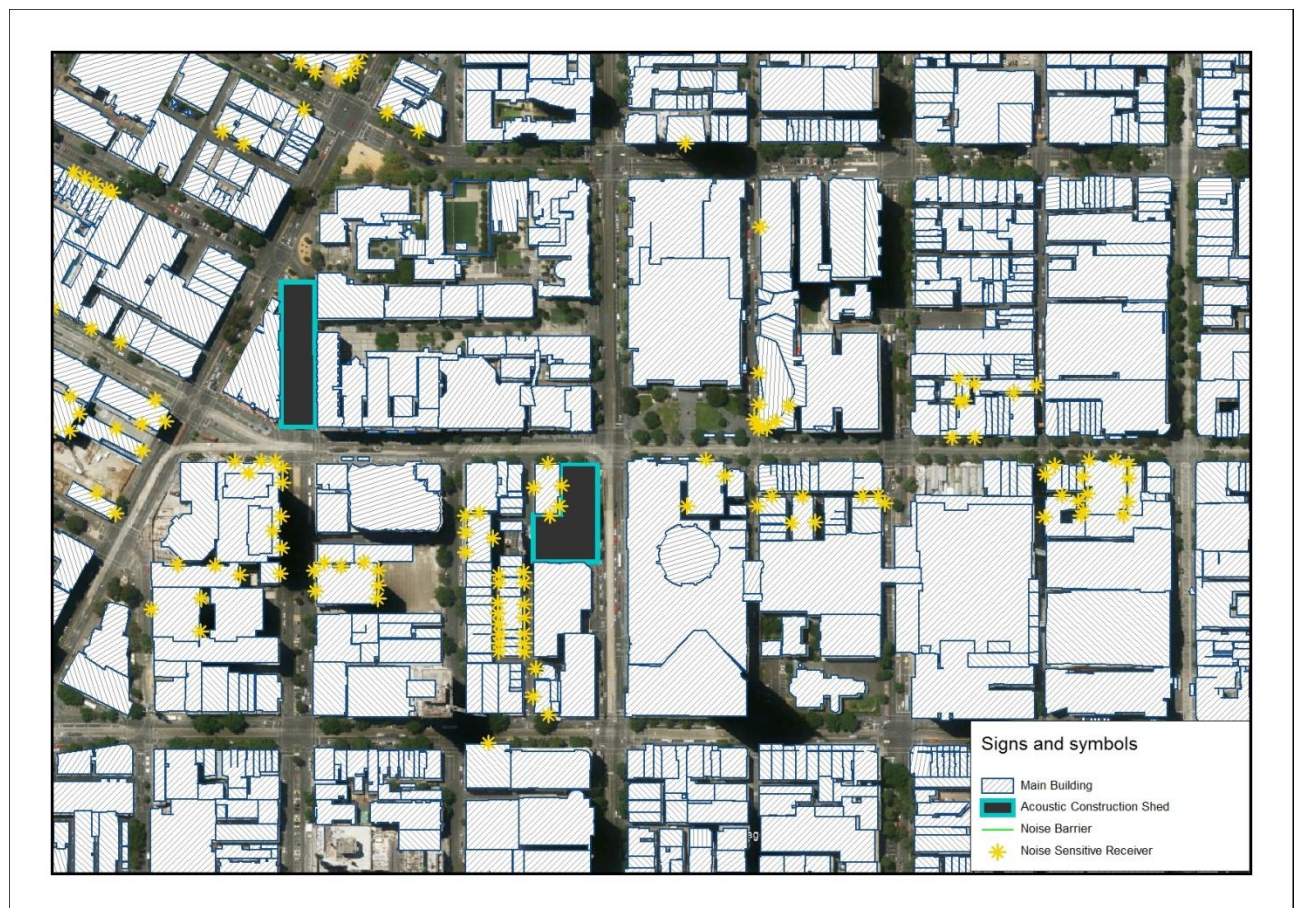 Signs and symbols
Main Building
Acoustic Construction Shed
Noise Barrier
Noise Sensitive Receiver